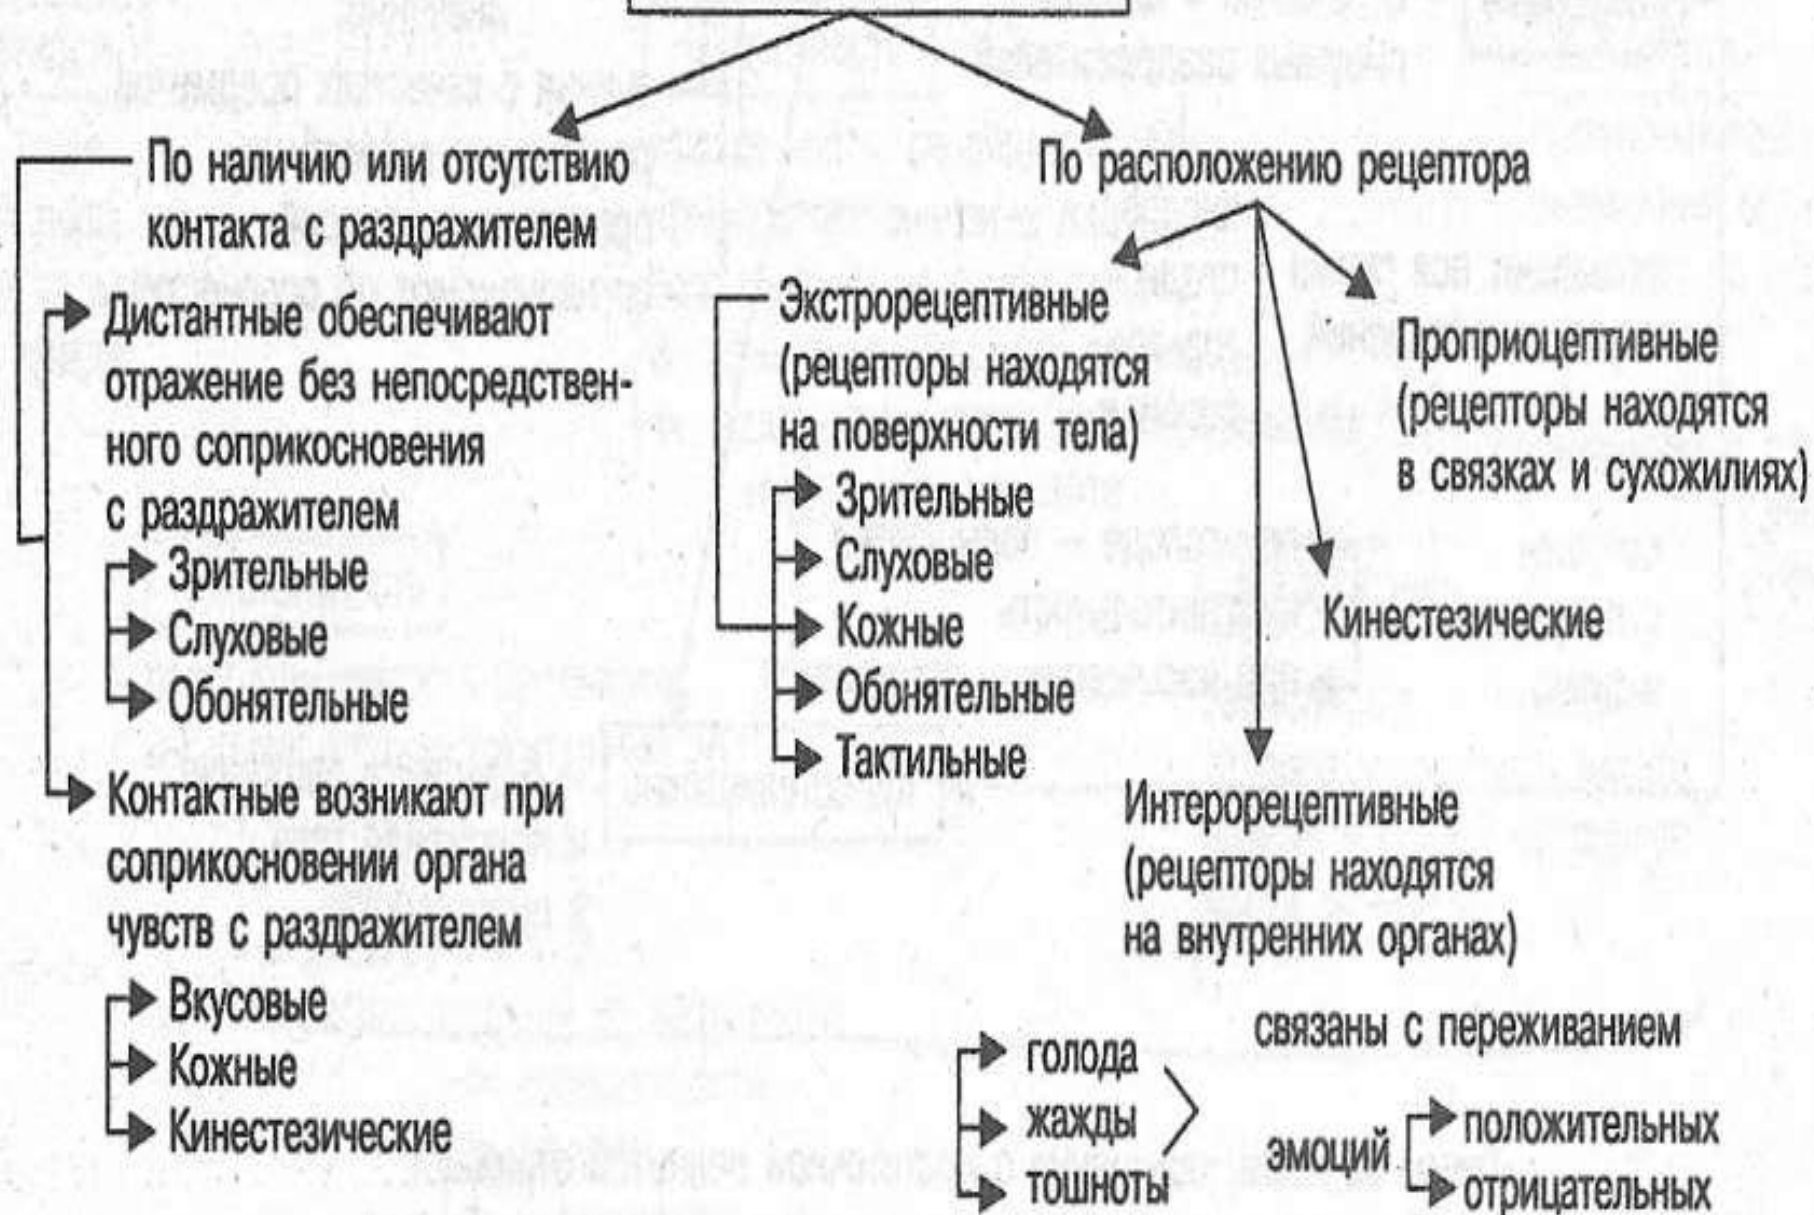 По наличию или отсутствию
контакта с раздражителем
Дистантные обеспечивают
отражение без непосредствен-
ного соприкосновения
с раздражителем
Зрительные
Слуховые
Обонятельные
Контактные возникают при
соприкосновении органа
чувств с раздражителем
Вкусовые
Кожные
Кинестезические
По расположению рецептора
Экстрорецептивные
(рецепторы находятся
на поверхности тела)
Зрительные
Слуховые
Кожные
Обонятельные
Тактильные
Проприоцептивные
(рецепторы находятся
в связках и сухожилиях)
Кинестезические
Интерорецептивные
(рецепторы находятся
на внутренних органах)
связаны с переживанием
голода
жажды
тошноты
эмоций
положительных
отрицательных